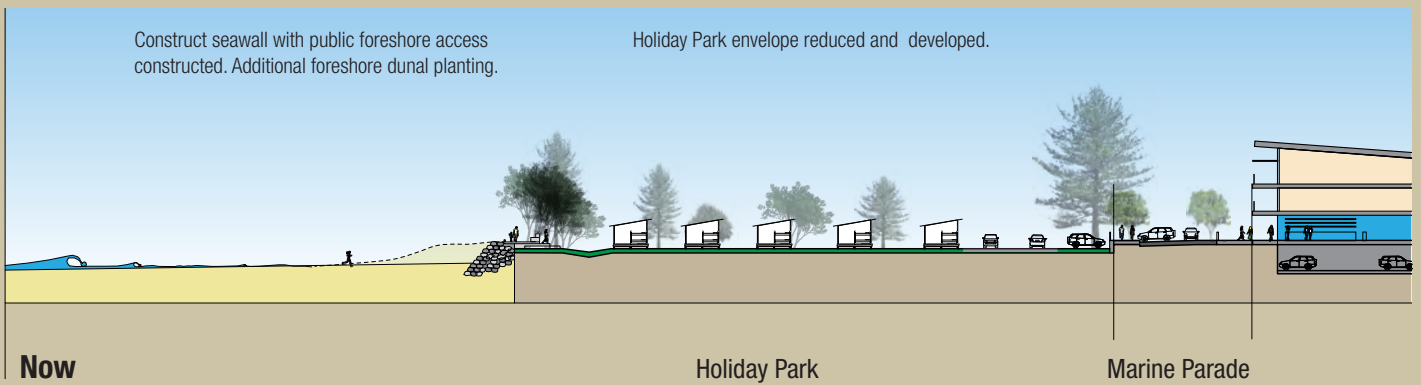 Construct seawall with public foreshore access
constructed. Additional foreshore dunal planting.
Holiday Park envelope reduced and developed.
Now
Holiday Park
Marine Parade